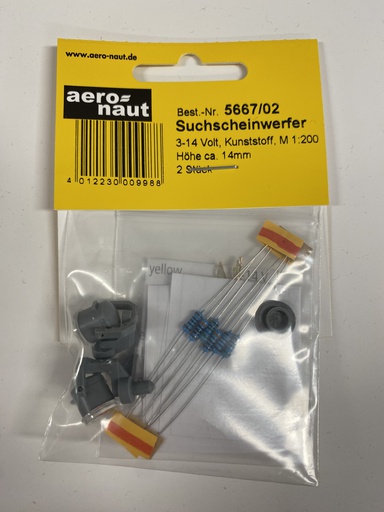 www.aero-naut.de
aero-
naut
Best.-Nr. 5667/02
Suchscheinwerfer
3-14 Volt, Kunststoff, M 1:200
Höhe ca. 14mm
2 Stück
4 012230 009988
yellow